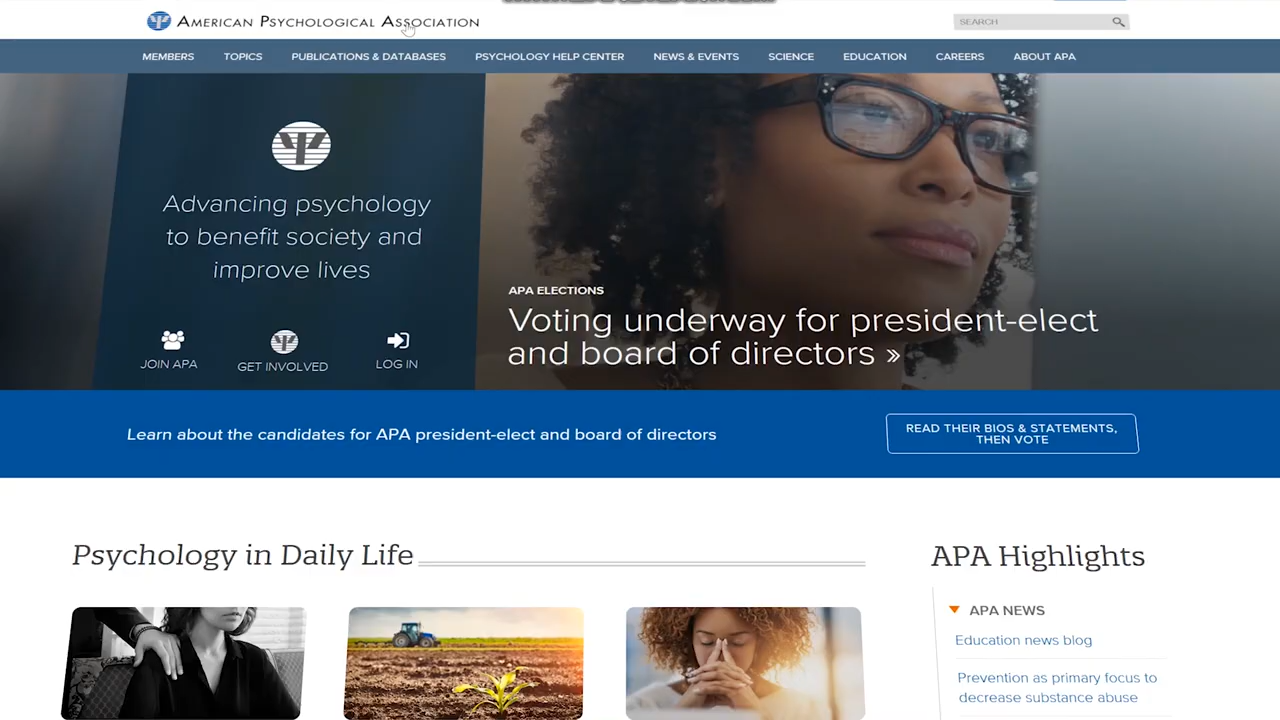 AMERICAN PSYCHOLOGICAL ASSOCIATION
SEARCH
MEMBERS TOPICS PUBLICATIONS & DATABASES PSYCHOLOGY HELP CENTER NEWS & EVENTS SCIENCE EDUCATION CAREERS ABOUT APA
Advancing psychology
to benefit society and
improve lives
JOIN APA GET INVOLVED LOG IN
APA ELECTIONS
Voting underway for president-elect
and board of directors »
Learn about the candidates for APA president-elect and board of directors
READ THEIR BIOS & STATEMENTS,
THEN VOTE
Psychology in Daily Life
APA Highlights
APA NEWS
Education news blog
Prevention as primary focus to
decrease substance abuse